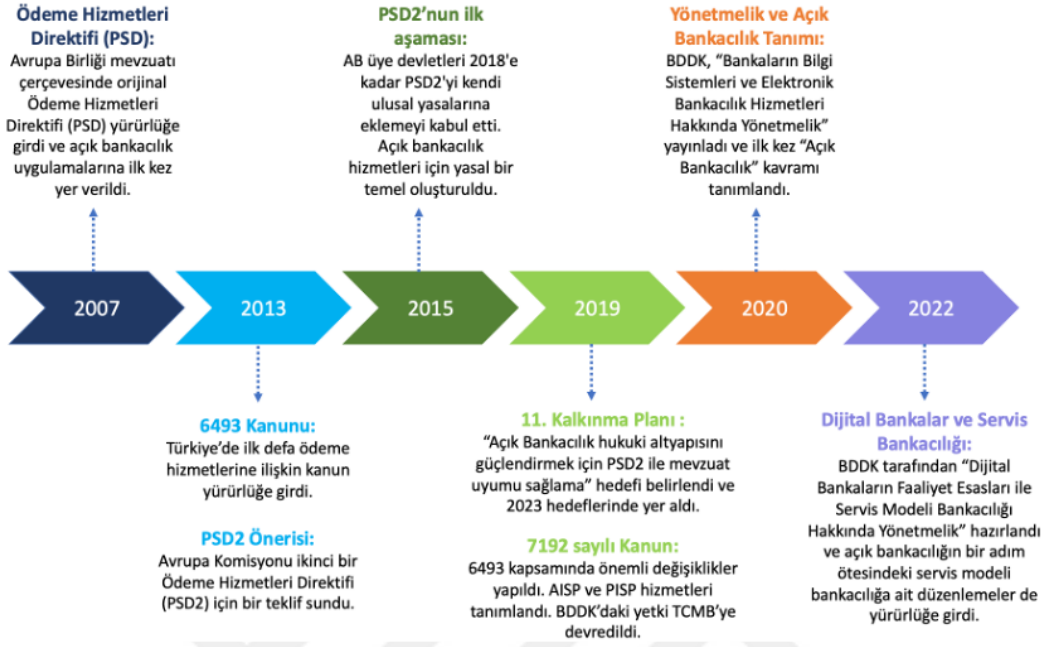 Ödeme Hizmetleri
Direktifi (PSD):
Avrupa Birliği mevzuatı
çerçevesinde orijinal
Ödeme Hizmetleri
Direktifi (PSD) yürürlüğe
girdi ve açık bankacılık
uygulamalarına ilk kez
yer verildi.
PSD2’nun ilk
aşaması:
AB üye devletleri 2018'e
kadar PSD2'yi kendi
ulusal yasalarına
eklemeyi kabul etti.
Açık bankacılık
hizmetleri için yasal bir
temel oluşturuldu.
Yönetmelik ve Açık
Bankacılık Tanımı:
BDDK, “Bankaların Bilgi
Sistemleri ve Elektronik
Bankacılık Hizmetleri
Hakkında Yönetmelik”
yayınladı ve ilk kez “Açık
Bankacılık” kavramı
tanımlandı.
2007
2013
2015
2019
2020
2022
6493 Kanunu:
Türkiye’de ilk defa ödeme
hizmetlerine ilişkin kanun
yürürlüğe girdi.
PSD2 Önerisi:
Avrupa Komisyonu ikinci bir
Ödeme Hizmetleri Direktifi
(PSD2) için bir teklif sundu.
11. Kalkınma Planı :
“Açık Bankacılık hukuki altyapısını
güçlendirmek için PSD2 ile mevzuat
uyumu sağlama” hedefi belirlendi ve
2023 hedeflerinde yer aldı.
7192 sayılı Kanun:
6493 kapsamında önemli değişiklikler
yapıldı. AISP ve PISP hizmetleri
tanımlandı. BDDK’daki yetki TCMB’ye
devredildi.
Dijital Bankalar ve Servis
Bankacılığı:
BDDK tarafından “Dijital
Bankaların Faaliyet Esasları ile
Servis Modeli Bankacılığı
Hakkında Yönetmelik” hazırlandı
ve açık bankacılığın bir adım
ötesindeki servis modeli
bankacılığa ait düzenlemeler de
yürürlüğe girdi.